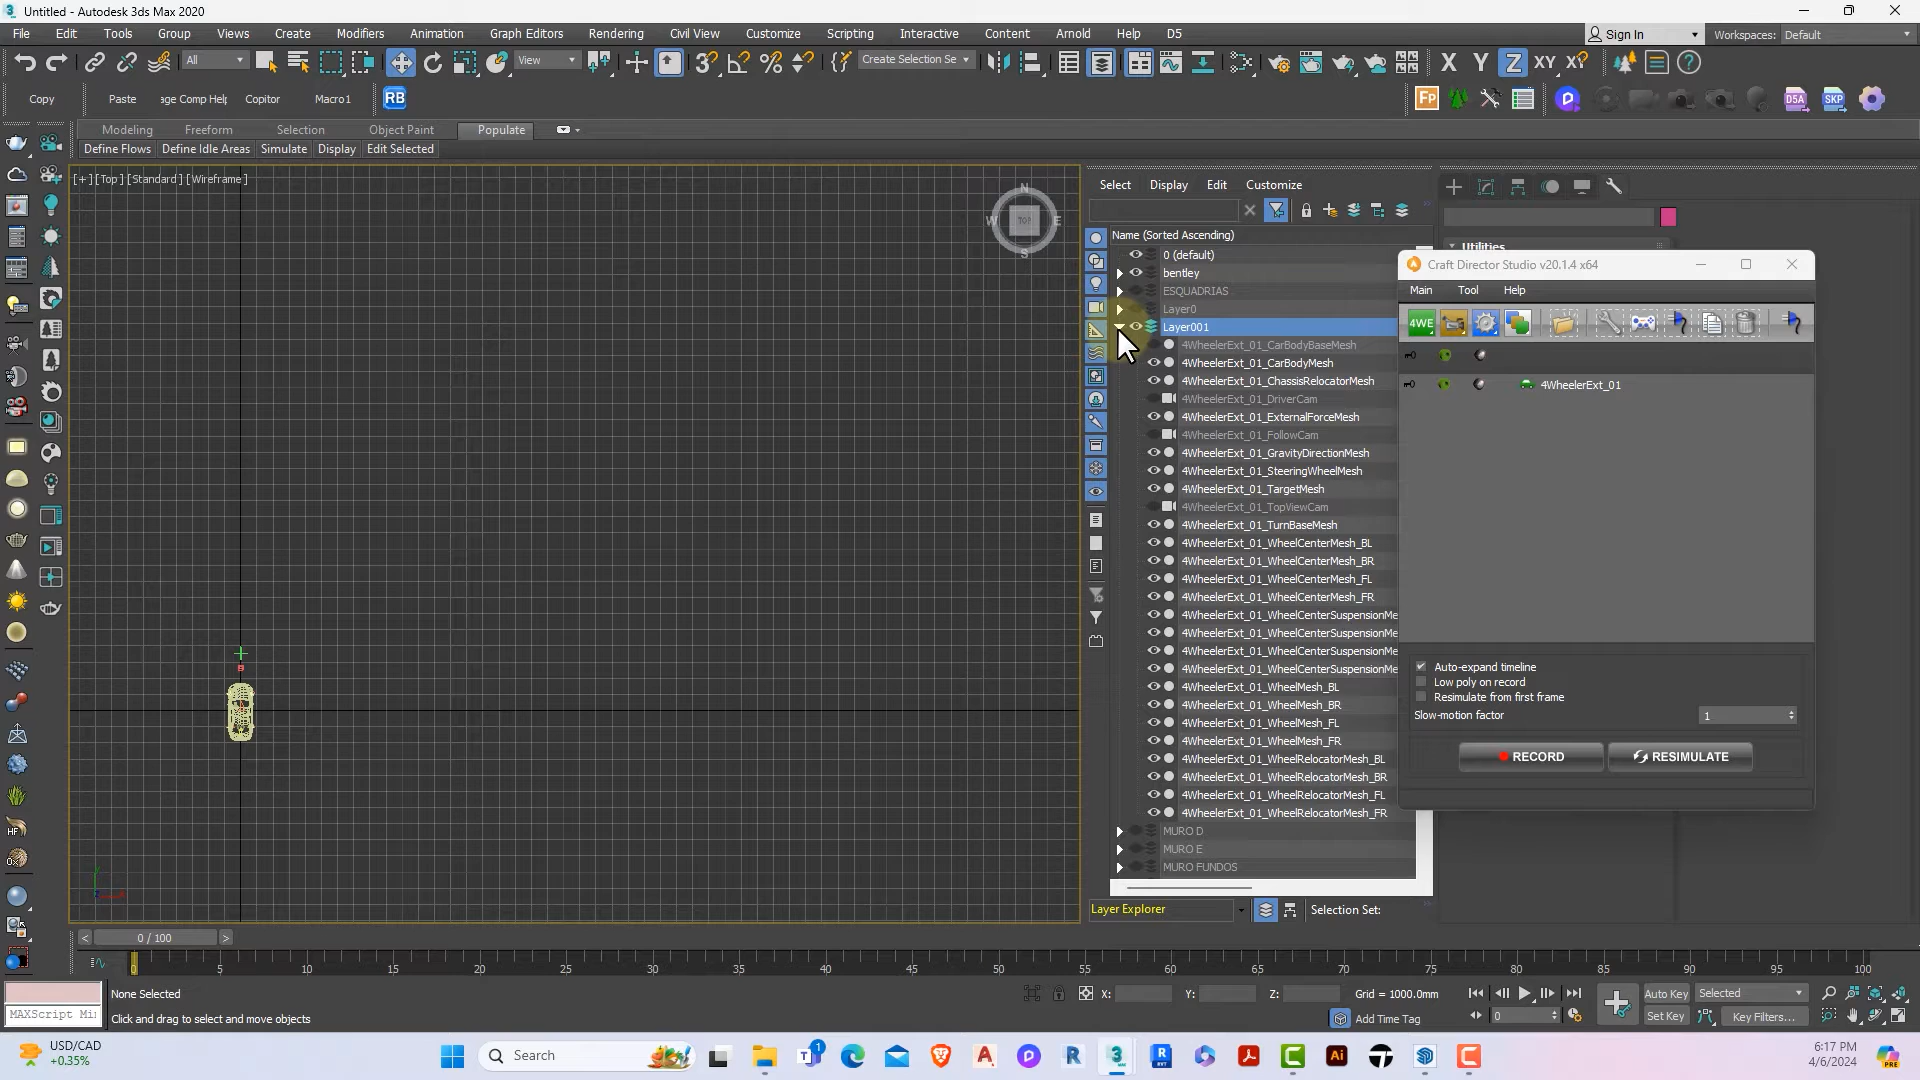 Untitled - Autodesk 3ds Max 2020
File Edit Tools Group Views Create Modifiers Animation Graph Editors Rendering Civil View Customize Scripting Interactive Content Arnold Help D5
Sign In
Workspaces: Default
All
View
Create Selection Se
X Y Z XY XY
Copy Paste age Comp Help Copitor Macro1 RB
FP D5A SKP
Modeling Freeform Selection Object Paint Populate
Define Flows Define Idle Areas Simulate Display Edit Selected
[+] [Top] [Standard] [Wireframe]
N
W TOP E
S
Select Display Edit Customize
Name (Sorted Ascending)
0 (default)
bentley
ESQUADRIAS
Layer0
Layer001
4WheelerExt_01_CarBodyBaseMesh
4WheelerExt_01_CarBodyMesh
4WheelerExt_01_ChassisRelocatorMesh
4WheelerExt_01_DriverCam
4WheelerExt_01_ExternalForceMesh
4WheelerExt_01_FollowCam
4WheelerExt_01_GravityDirectionMesh
4WheelerExt_01_SteeringWheelMesh
4WheelerExt_01_TargetMesh
4WheelerExt_01_TopViewCam
4WheelerExt_01_TurnBaseMesh
4WheelerExt_01_WheelCenterMesh_BL
4WheelerExt_01_WheelCenterMesh_BR
4WheelerExt_01_WheelCenterMesh_FL
4WheelerExt_01_WheelCenterMesh_FR
4WheelerExt_01_WheelCenterSuspensionMe
4WheelerExt_01_WheelCenterSuspensionMe
4WheelerExt_01_WheelCenterSuspensionMe
4WheelerExt_01_WheelCenterSuspensionMe
4WheelerExt_01_WheelMesh_BL
4WheelerExt_01_WheelMesh_BR
4WheelerExt_01_WheelMesh_FL
4WheelerExt_01_WheelMesh_FR
4WheelerExt_01_WheelRelocatorMesh_BL
4WheelerExt_01_WheelRelocatorMesh_BR
4WheelerExt_01_WheelRelocatorMesh_FL
4WheelerExt_01_WheelRelocatorMesh_FR
MURO D
MURO E
MURO FUNDOS
Layer Explorer
Selection Set:
Utilities
Craft Director Studio v20.1.4 x64
Main Tool Help
4WE
4WheelerExt_01
Auto-expand timeline
Low poly on record
Resimulate from first frame
Slow-motion factor 1
RECORD RESIMULATE
HF
< 0 / 100 >
0 5 10 15 20 25 30 35 40 45 50 55 60 65 70 75 80 85 90 95 100
None Selected
X: Y: Z: Grid = 1000.0mm
Auto Key Selected
MAXScript Mi
Click and drag to select and move objects
Add Time Tag
0
Set Key Key Filters...
USD/CAD
+0.35%
Search
1
6:17 PM
4/6/2024